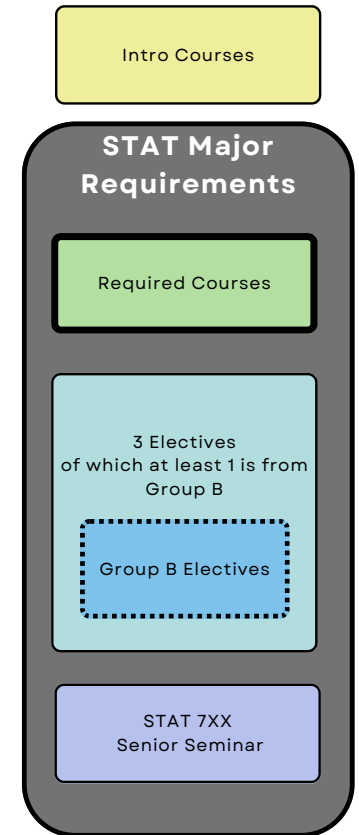 Intro Courses
STAT Major
Requirements
Required Courses
3 Electives
of which at least 1 is from
Group B
Group B Electives
STAT 7XX
Senior Seminar